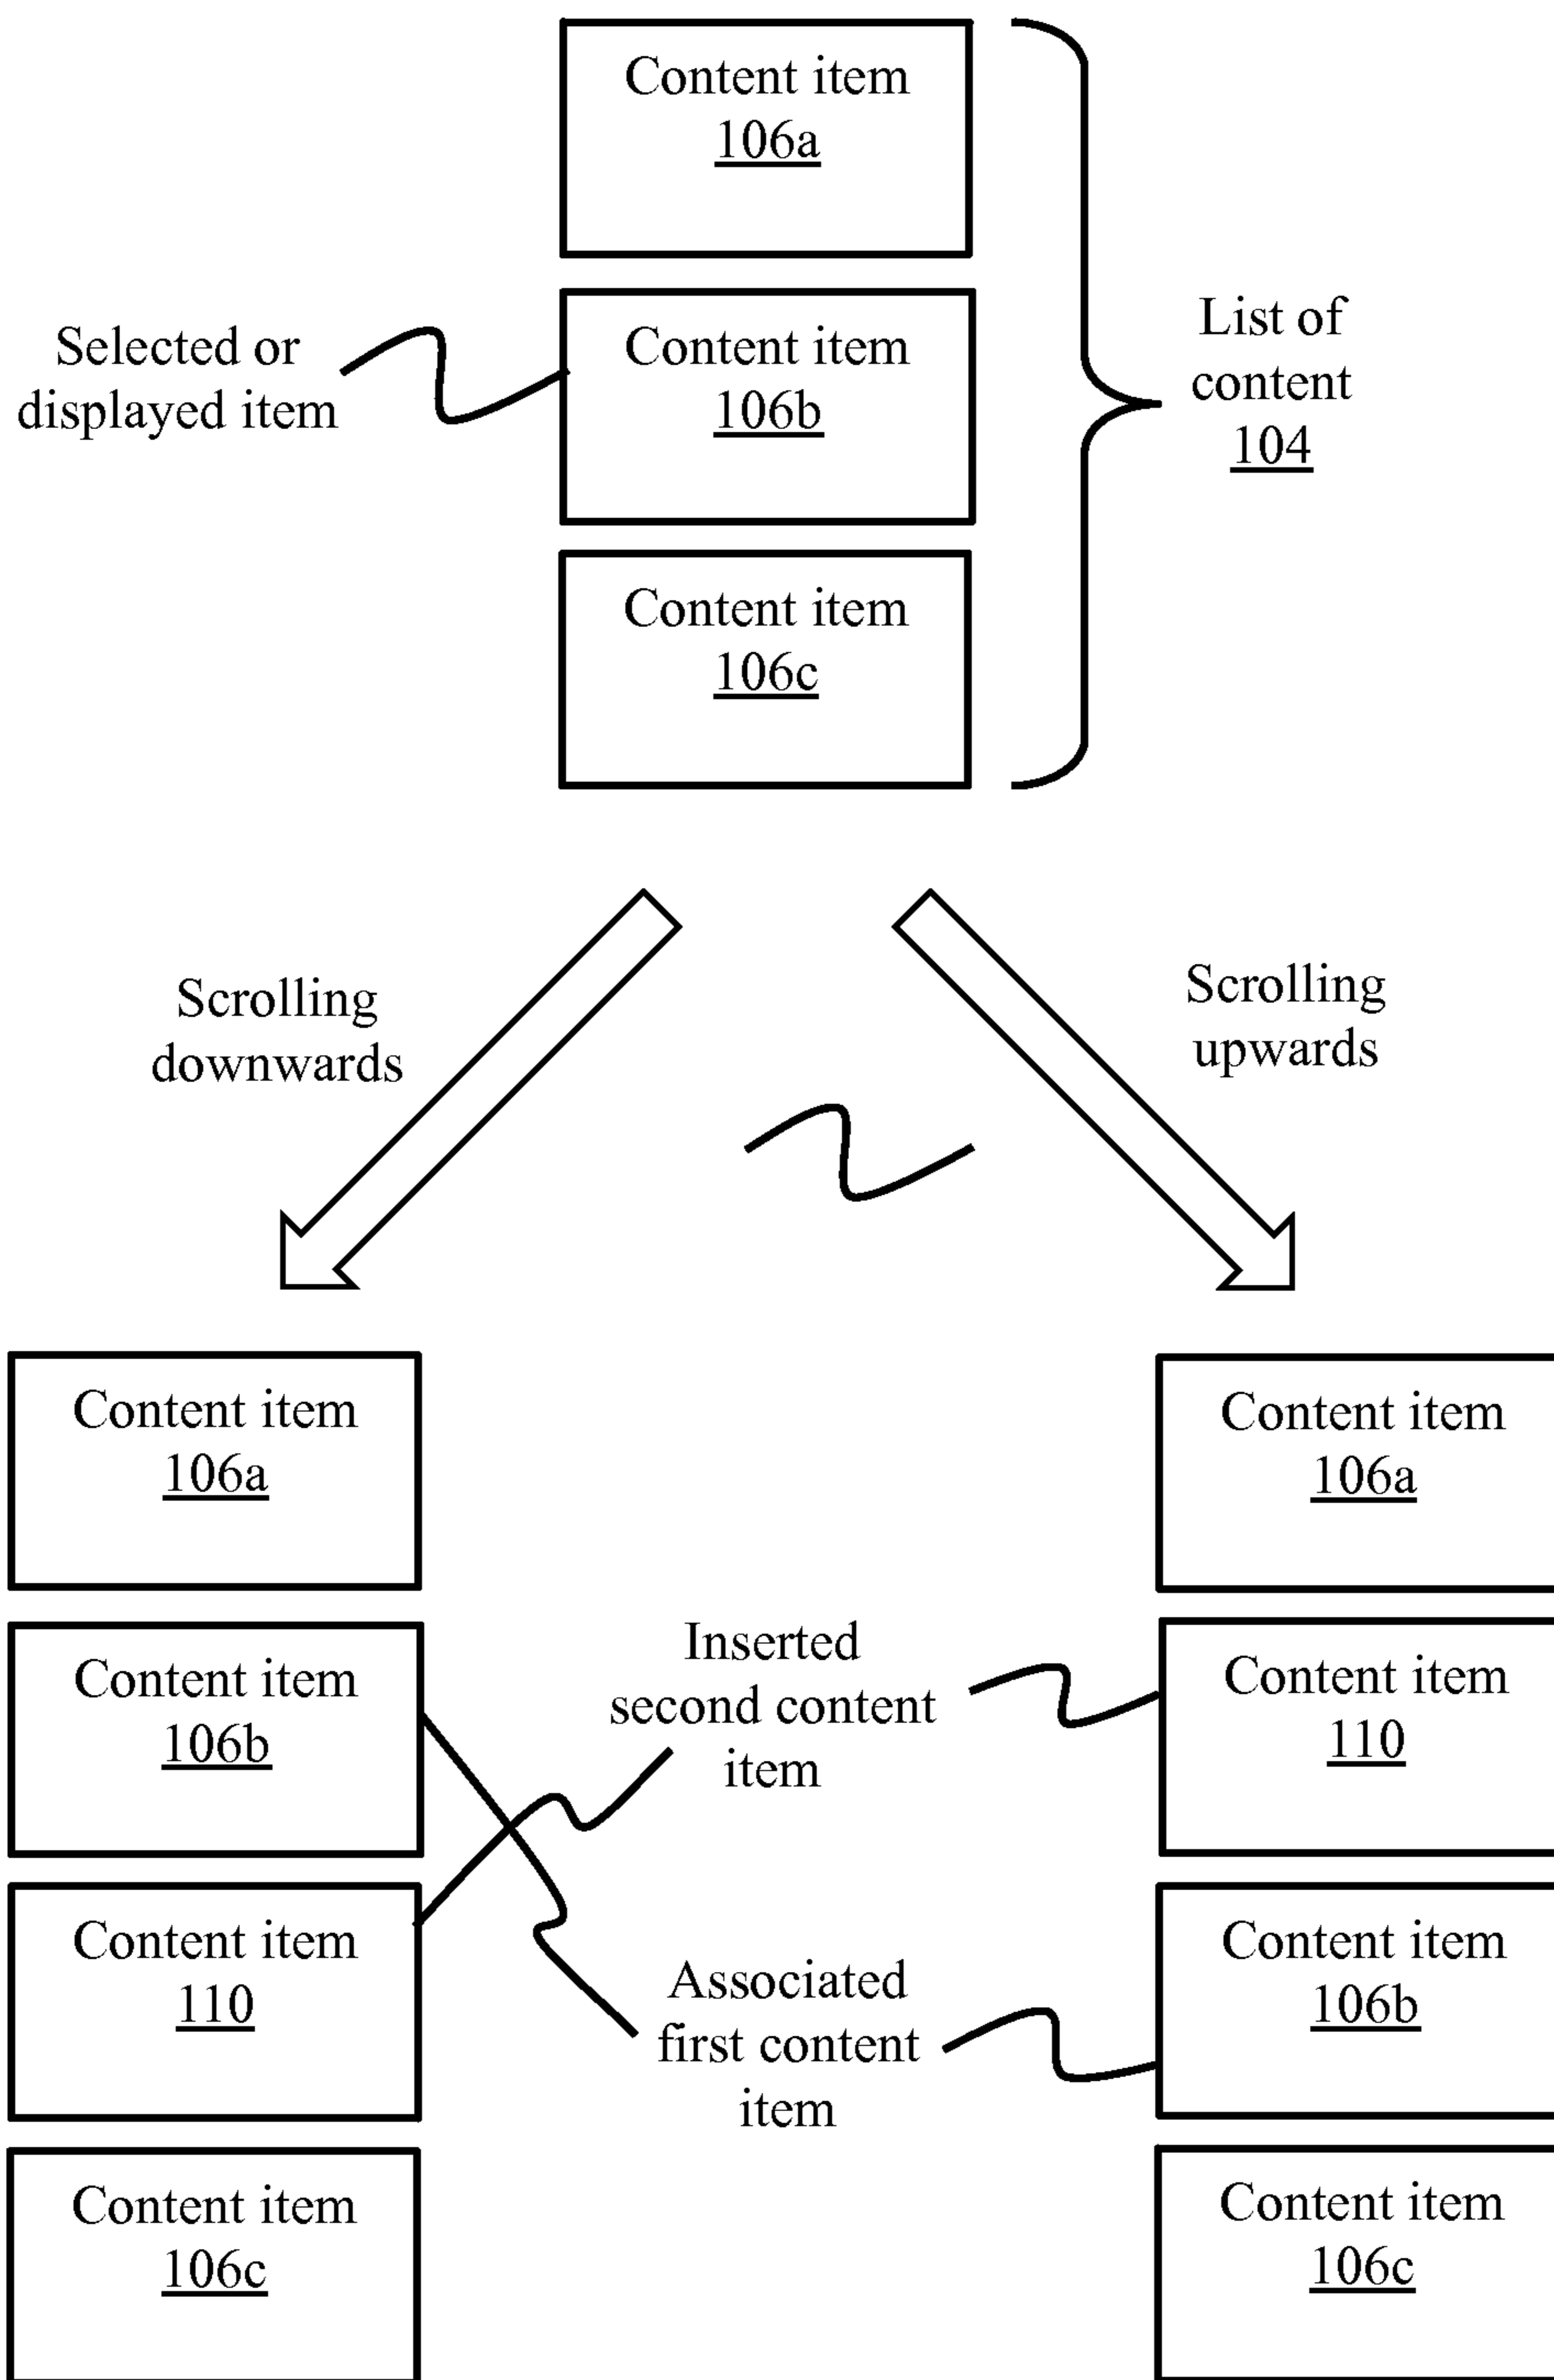 Content item
106a
Selected or
displayed item
Content item
106b
List of
content
104
Content item
106c
Scrolling
downwards
Scrolling
upwards
Content item
106a
Content item
106b
Content item
110
Content item
106c
Inserted
second content
item
Associated
first content
item
Content item
106a
Content item
110
Content item
106b
Content item
106c